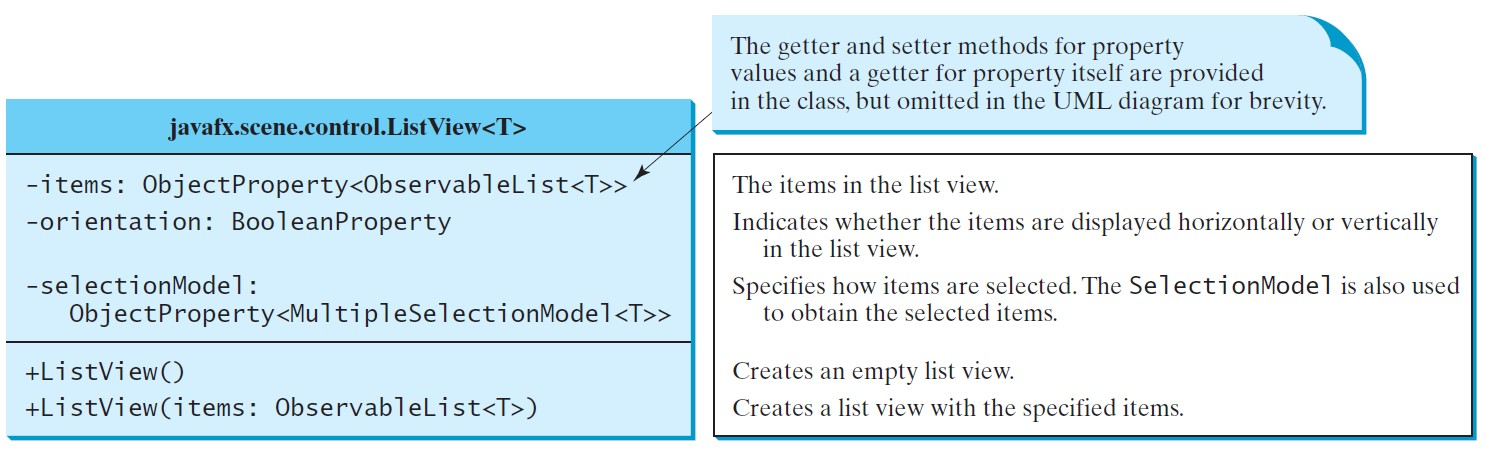 The getter and setter methods for property
values and a getter for property itself are provided
in the class, but omitted in the UML diagram for brevity.
javafx.scene.control.ListView<T>
-items: ObjectProperty<ObservableList<T>>
-orientation: BooleanProperty
-selectionModel:
ObjectProperty<MultipleSelectionModel<T>>
+ListView()
+ListView(items: ObservableList<T>)
The items in the list view.
Indicates whether the items are displayed horizontally or vertically
in the list view.
Specifies how items are selected. The SelectionModel is also used
to obtain the selected items.
Creates an empty list view.
Creates a list view with the specified items.